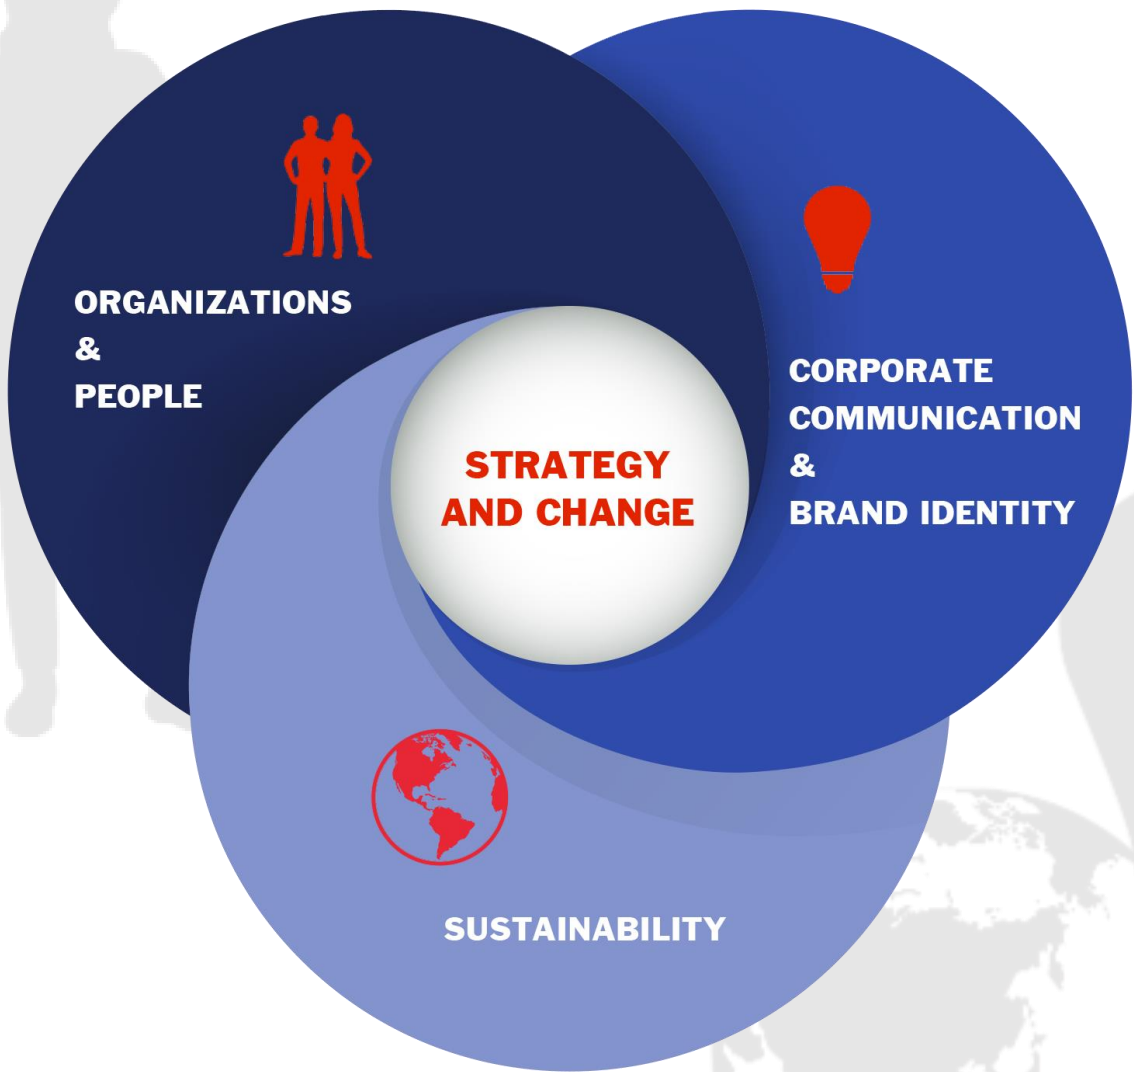 ORGANIZATIONS
&
PEOPLE
CORPORATE
COMMUNICATION
&
BRAND IDENTITY
STRATEGY
AND CHANGE
SUSTAINABILITY